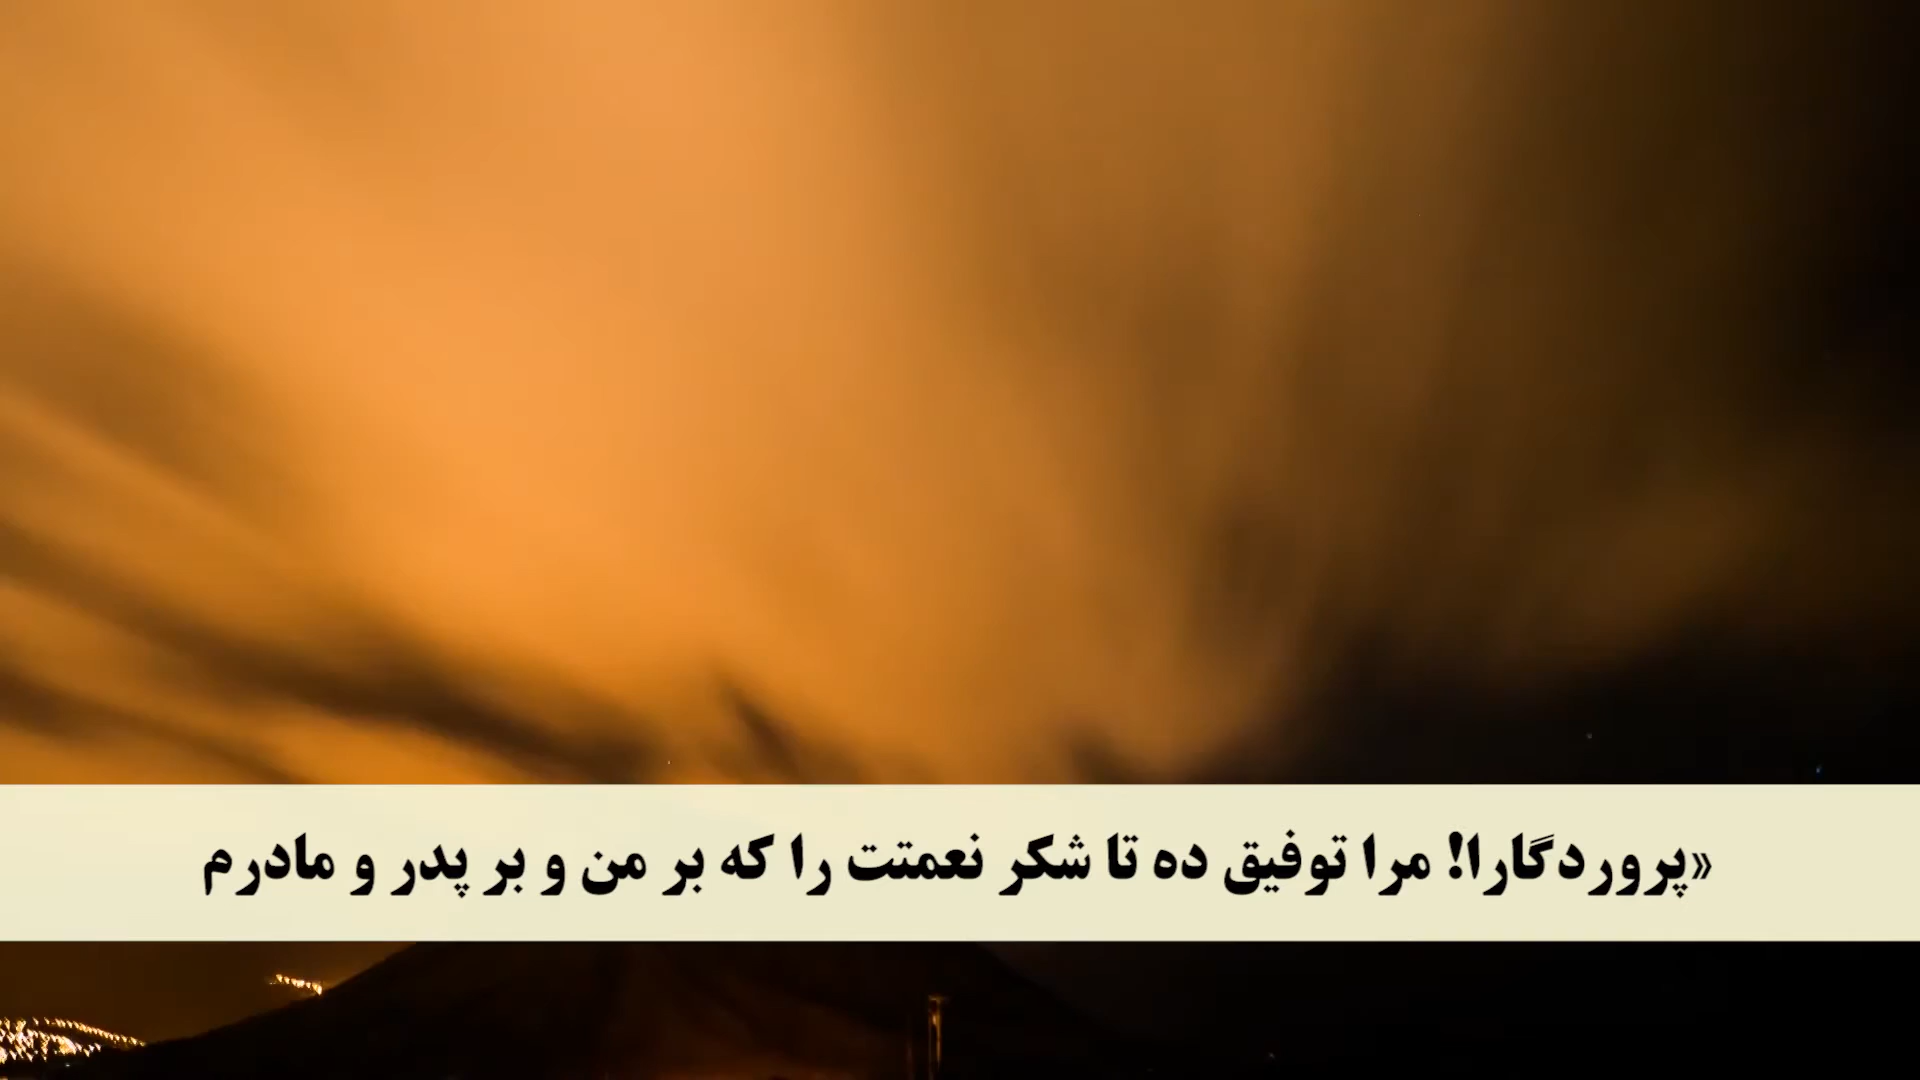 «پروردگارا! مرا توفیق ده تا شکر نعمتت را که بر من و بر پدر و مادرم